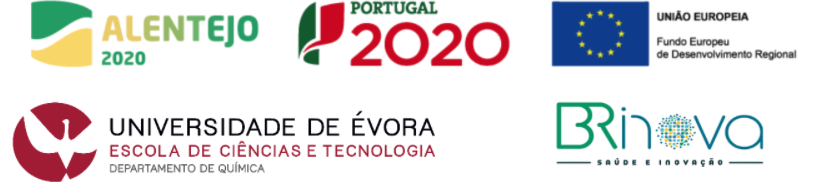 ALENTEJO
2020
PORTUGAL
2020
UNIÃO EUROPEIA
Fundo Europeu
de Desenvolvimento Regional
UNIVERSIDADE DE ÉVORA
ESCOLA DE CIÊNCIAS E TECNOLOGIA
DEPARTAMENTO DE QUÍMICA
BRinova
SAÚDE E INOVAÇÃO